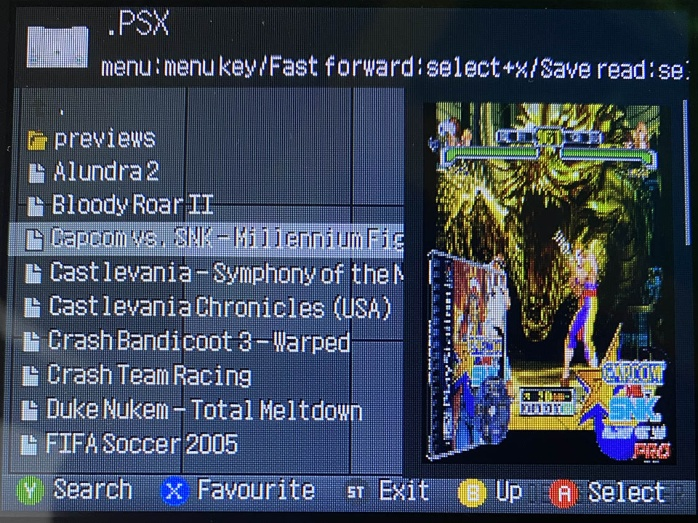 .PSX
menu:menu key/Fast forward:select+x/Save read:se
.
previews
Alundra 2
Bloody Roar II
Capcom vs. SNK - Millennium Fig
Castlevania - Symphony of the N
Castlevania Chronicles (USA)
Crash Bandicoot 3 - Warped
Crash Team Racing
Duke Nukem - Total Meltdown
FIFA Soccer 2005
CAPCOM
VS.
SNK
PRO
Y Search X Favourite ST Exit B Up A Select